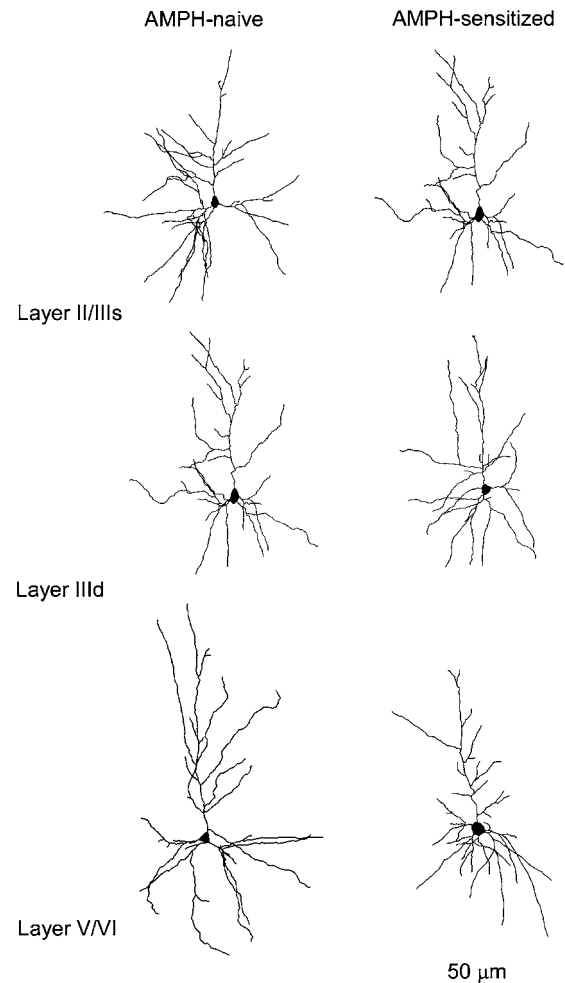 AMPH-naive AMPH-sensitized
Layer II/IIIs
Layer IIId
Layer V/VI
50 μm